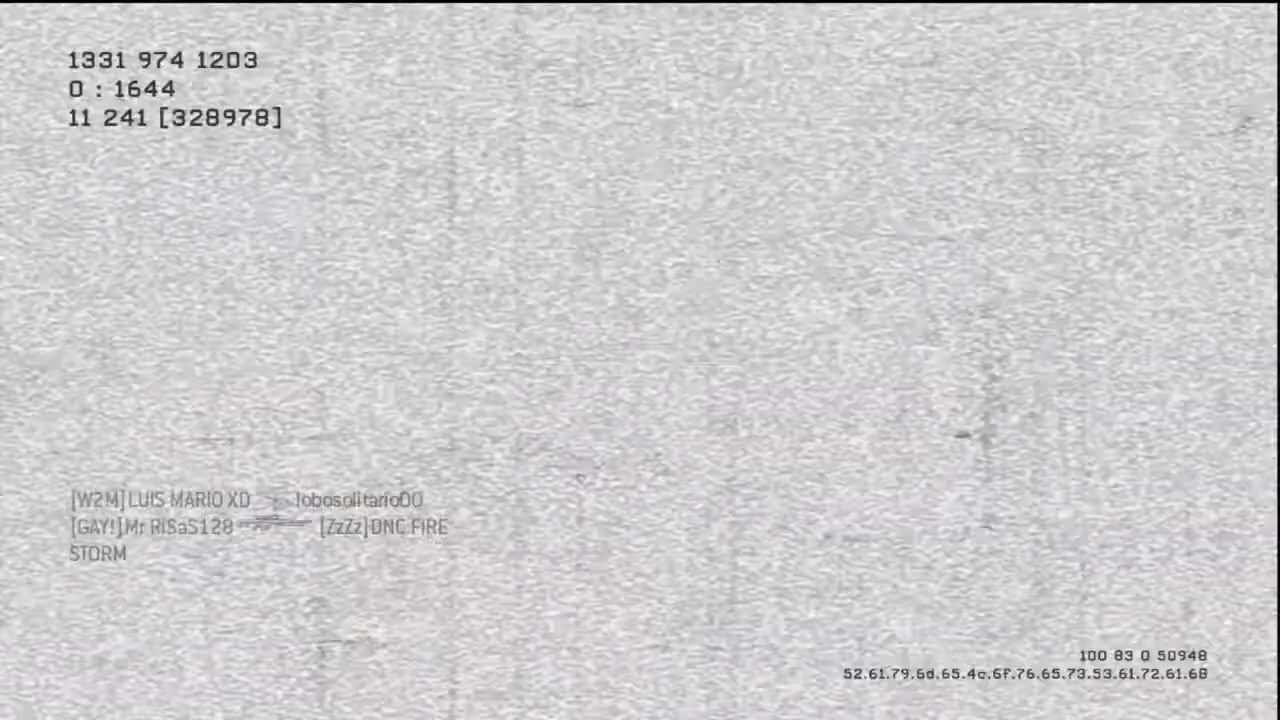 1331 974 1203
0 : 1644
11 241 [328978]
[W2M]LUIS MARIO XD lobosolitario00
[GAY!]Mr RISaS128 [ZzZz]DNC FIRE
STORM
100 83 0 50948
52.61.79.6d.65.4c.6f.76.65.73.53.61.72.61.68